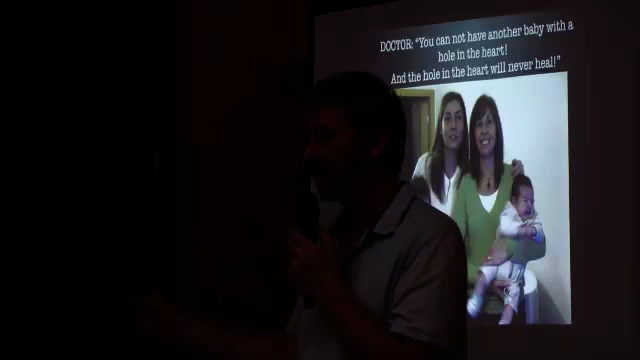 DOCTOR: "You can not have another baby with a
hole in the heart!
And the hole in the heart will never heal!"